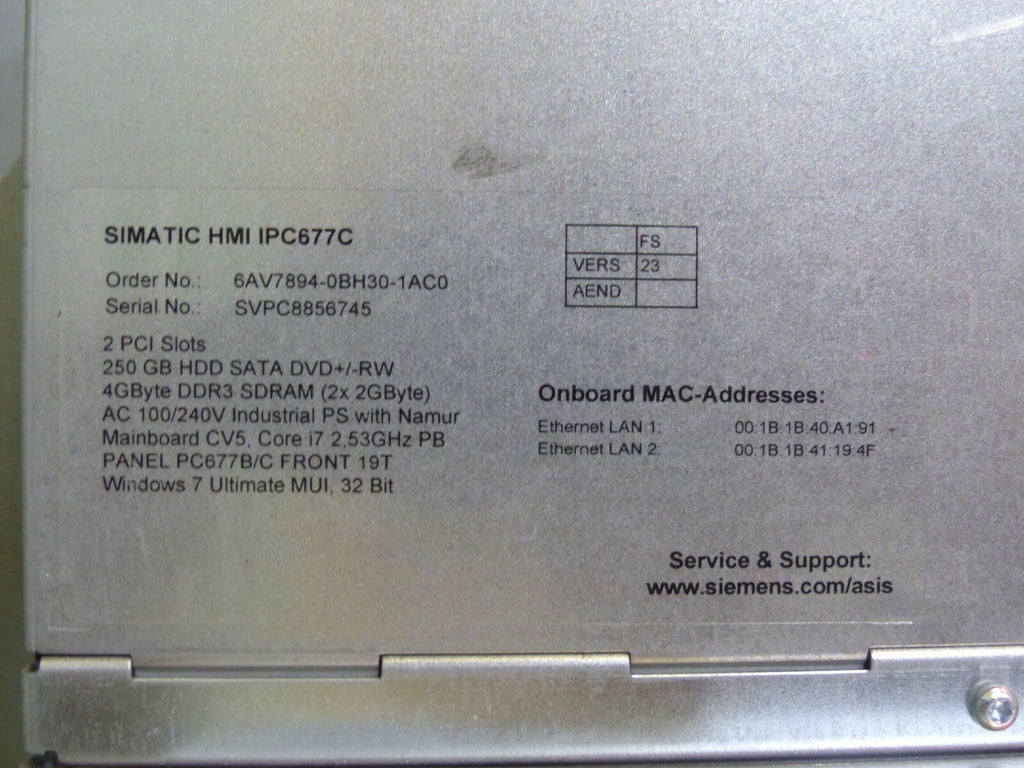 SIMATIC HMI IPC677C
Order No.: 6AV7894-0BH30-1AC0
Serial No.: SVPC8856745
FS
VERS 23
AEND
2 PCI Slots
250 GB HDD SATA DVD+/-RW
4GByte DDR3 SDRAM (2x 2GByte)
AC 100/240V Industrial PS with Namur
Mainboard CV5, Core i7 2,53GHz PB
PANEL PC677B/C FRONT 19T
Windows 7 Ultimate MUI, 32 Bit
Onboard MAC-Addresses:
Ethernet LAN 1: 00:1B:1B:40:A1:91
Ethernet LAN 2: 00:1B:1B:41:19:4F
Service & Support:
www.siemens.com/asis